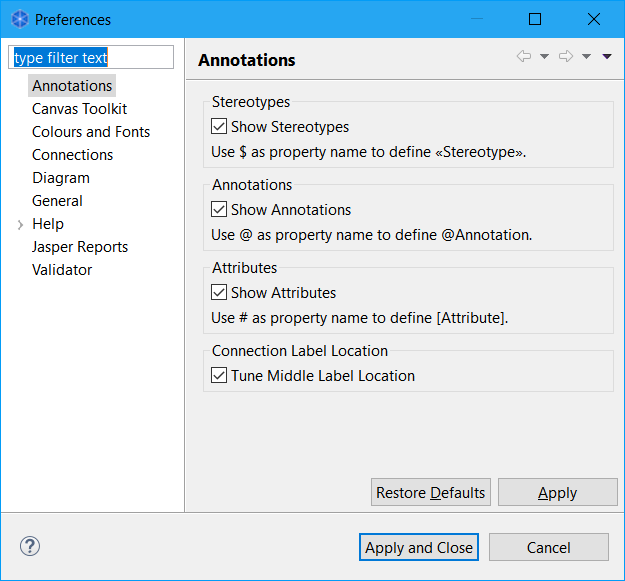 Preferences
type filter text
Annotations
Canvas Toolkit
Colours and Fonts
Connections
Diagram
General
Help
Jasper Reports
Validator
Annotations
Stereotypes
Show Stereotypes
Use $ as property name to define «Stereotype».
Annotations
Show Annotations
Use @ as property name to define @Annotation.
Attributes
Show Attributes
Use # as property name to define [Attribute].
Connection Label Location
Tune Middle Label Location
Restore Defaults
Apply
?
Apply and Close
Cancel